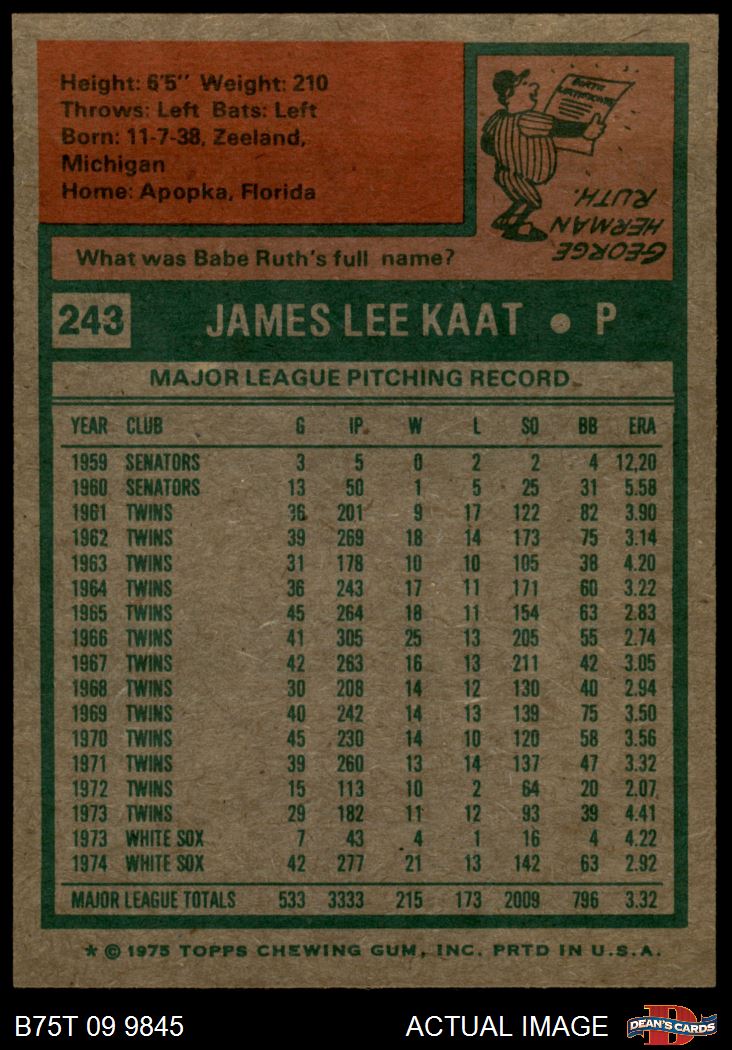 Height: 6'5" Weight: 210
Throws: Left Bats: Left
Born: 11-7-38, Zeeland,
Michigan
Home: Apopka, Florida
BIRTH CERTIFICATE
GEORGE
HERMAN
RUTH.
What was Babe Ruth's full name?
243 JAMES LEE KAAT • P
MAJOR LEAGUE PITCHING RECORD
YEAR CLUB G IP. W L SO BB ERA
1959 SENATORS 3 5 0 2 2 4 12,20
1960 SENATORS 13 50 1 5 25 31 5.58
1961 TWINS 36 201 9 17 122 82 3.90
1962 TWINS 39 269 18 14 173 75 3.14
1963 TWINS 31 178 10 10 105 38 4.20
1964 TWINS 36 243 17 11 171 60 3.22
1965 TWINS 45 264 18 11 154 63 2.83
1966 TWINS 41 305 25 13 205 55 2.74
1967 TWINS 42 263 16 13 211 42 3.05
1968 TWINS 30 208 14 12 130 40 2.94
1969 TWINS 40 242 14 13 139 75 3.50
1970 TWINS 45 230 14 10 120 58 3.56
1971 TWINS 39 260 13 14 137 47 3.32
1972 TWINS 15 113 10 2 64 20 2.07
1973 TWINS 29 182 11 12 93 39 4.41
1973 WHITE SOX 7 43 4 1 16 4 4.22
1974 WHITE SOX 42 277 21 13 142 63 2.92
MAJOR LEAGUE TOTALS 533 3333 215 173 2009 796 3.32
* © 1975 TOPPS CHEWING GUM, INC. PRTD IN U.S.A.
B75T 09 9845 ACTUAL IMAGE DEAN'S CARDS